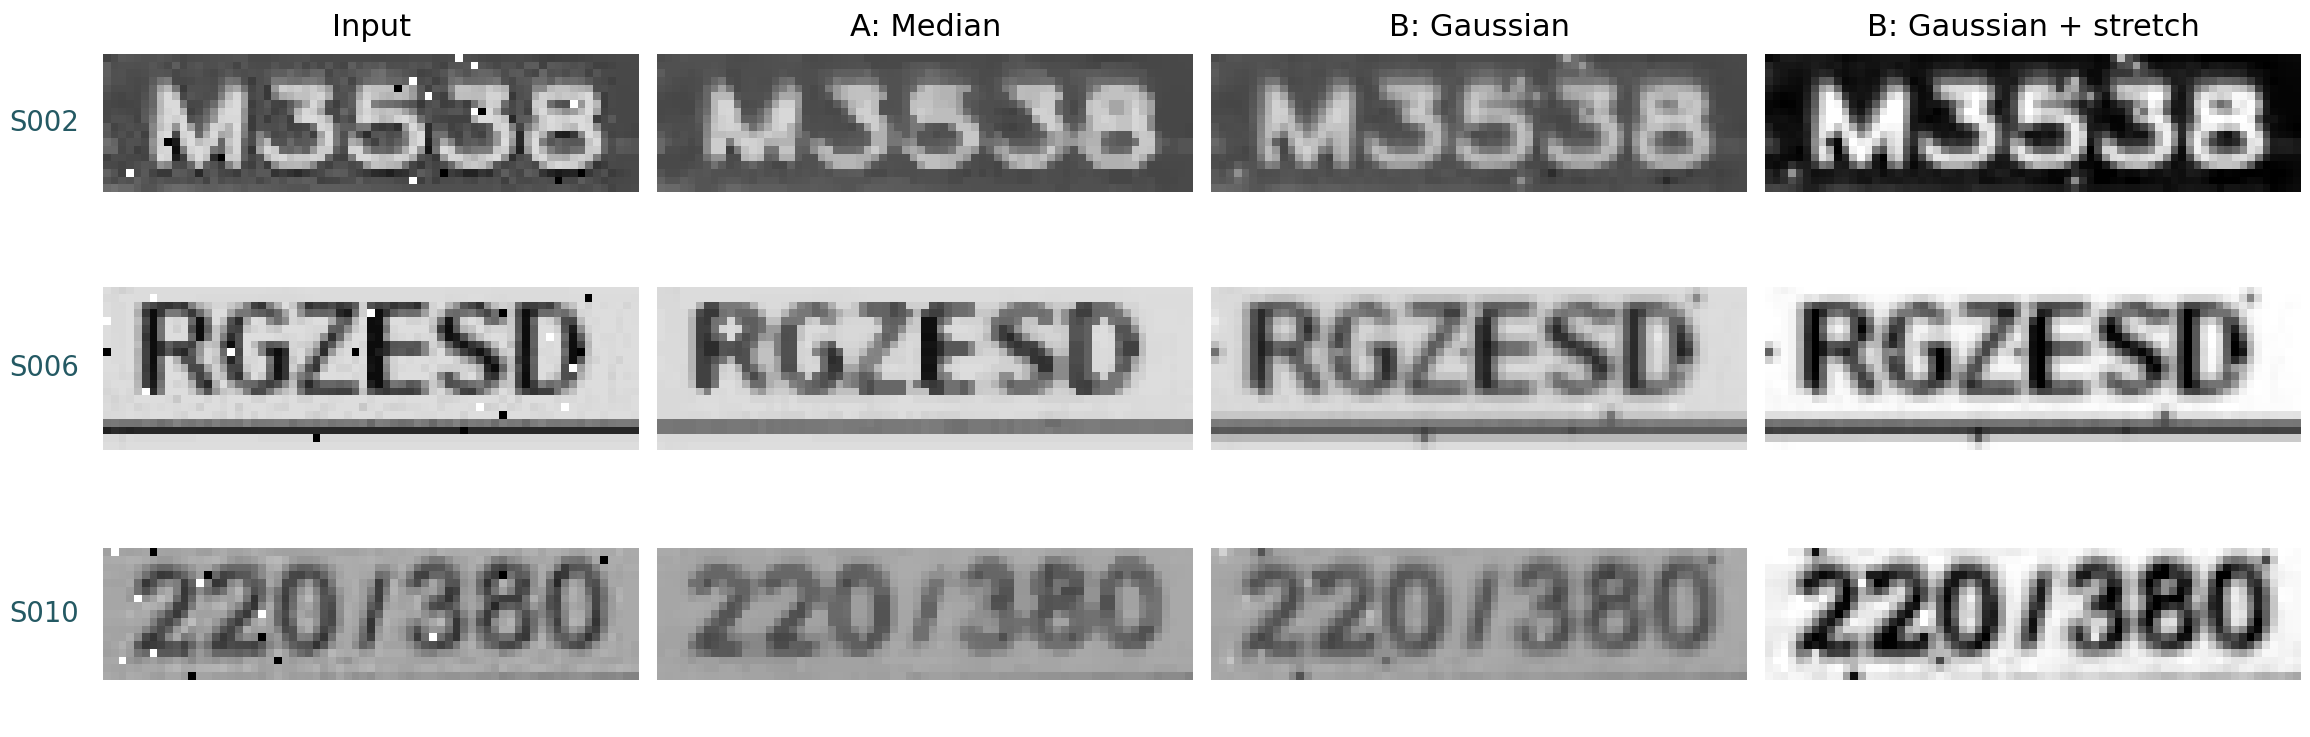 Input A: Median B: Gaussian B: Gaussian + stretch
S002 M3538 M3538 M3538 M3538
S006 RGZESD RGZESD RGZESD RGZESD
S010 220/380 220/380 220/380 220/380